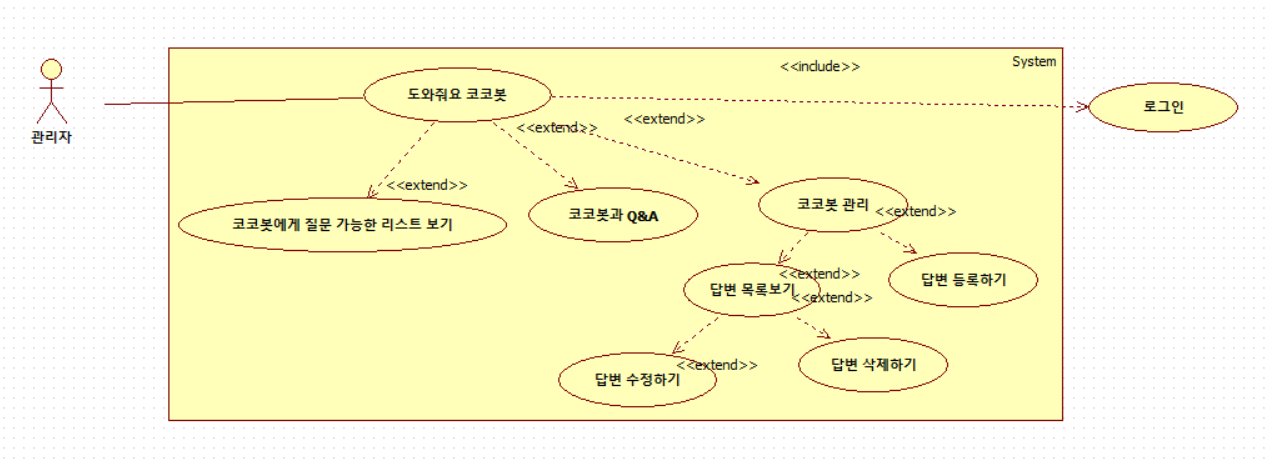 System
<<include>>
도와줘요 코코봇
로그인
관리자
<<extend>>
<<extend>>
<<extend>>
코코봇에게 질문 가능한 리스트 보기
코코봇과 Q&A
코코봇 관리
<<extend>>
<<extend>>
답변 목록보기
답변 등록하기
<<extend>>
<<extend>>
답변 수정하기
답변 삭제하기